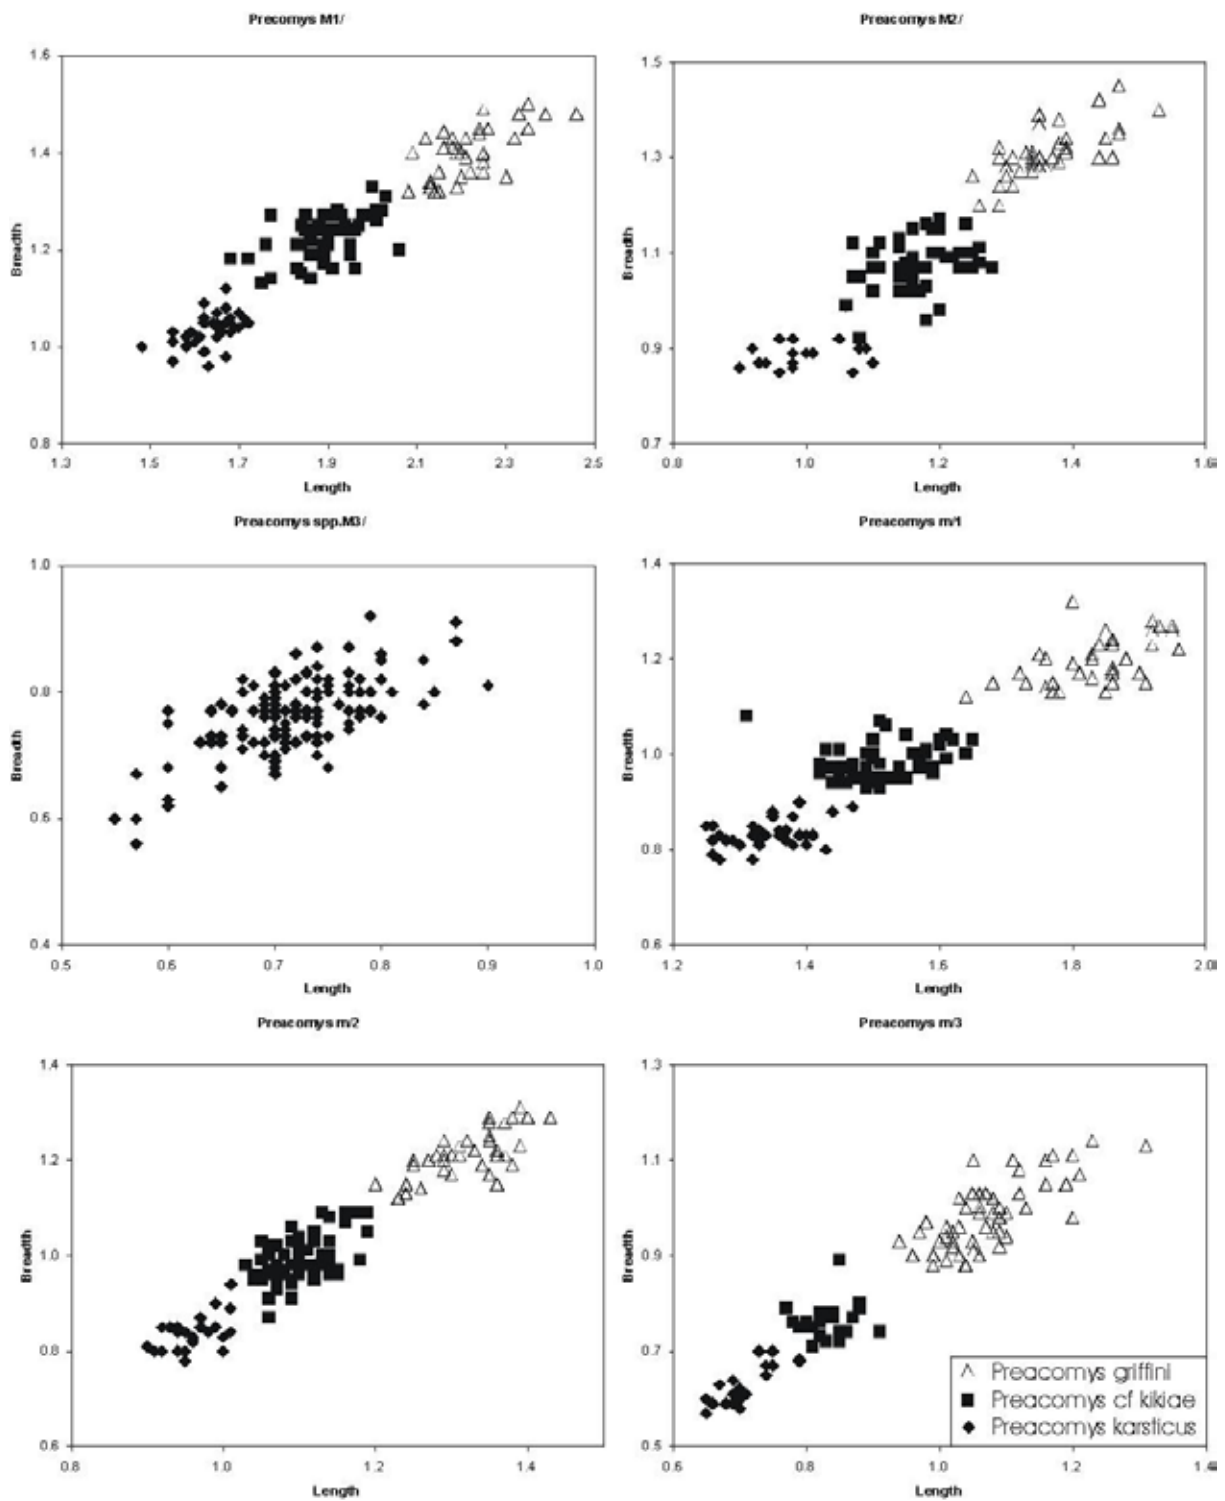 Precomys M1/
1.6
1.4
1.2
1.0
0.8
Breadth
1.3 1.5 1.7 1.9 2.1 2.3 2.5
Length
Preacomys M2/
1.5
1.3
1.1
0.9
0.7
Breadth
0.8 1.0 1.2 1.4 1.6
Length
Preacomys spp.M3/
1.0
0.8
0.6
0.4
Breadth
0.5 0.6 0.7 0.8 0.9 1.0
Length
Preacomys m/1
1.4
1.2
1.0
0.8
0.6
Breadth
1.2 1.4 1.6 1.8 2.0
Length
Preacomys m/2
1.4
1.2
1.0
0.8
0.6
Breadth
0.8 1.0 1.2 1.4
Length
Preacomys m/3
1.3
1.1
0.9
0.7
0.5
Breadth
0.6 0.8 1.0 1.2 1.4
Length
Preacomys griffini
Preacomys cf kikiae
Preacomys karsticus